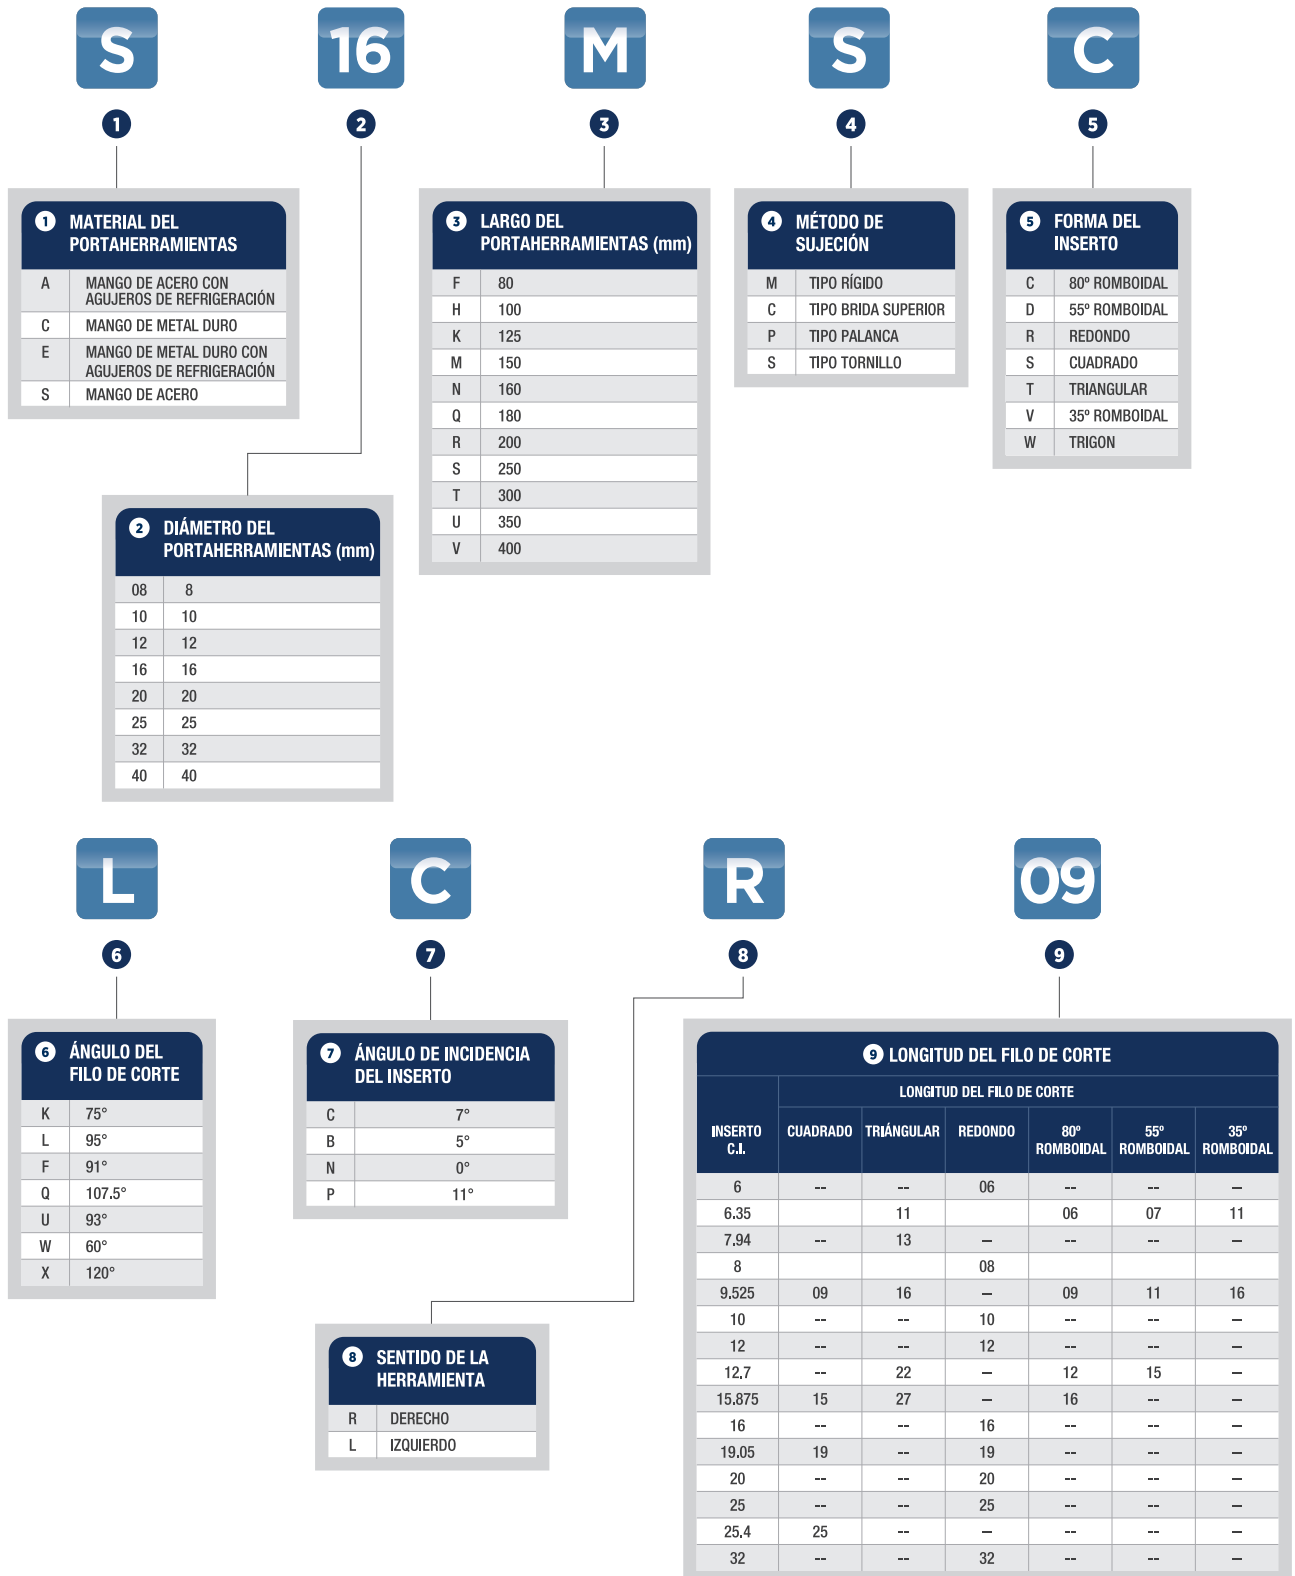 S 16 M S C
1 2 3 4 5
1 MATERIAL DEL
PORTAHERRAMIENTAS
A MANGO DE ACERO CON
AGUJEROS DE REFRIGERACIÓN
C MANGO DE METAL DURO
E MANGO DE METAL DURO CON
AGUJEROS DE REFRIGERACIÓN
S MANGO DE ACERO
2 DIÁMETRO DEL
PORTAHERRAMIENTAS (mm)
08 8
10 10
12 12
16 16
20 20
25 25
32 32
40 40
3 LARGO DEL
PORTAHERRAMIENTAS (mm)
F 80
H 100
K 125
M 150
N 160
Q 180
R 200
S 250
T 300
U 350
V 400
4 MÉTODO DE
SUJECIÓN
M TIPO RÍGIDO
C TIPO BRIDA SUPERIOR
P TIPO PALANCA
S TIPO TORNILLO
5 FORMA DEL
INSERTO
C 80º ROMBOIDAL
D 55º ROMBOIDAL
R REDONDO
S CUADRADO
T TRIANGULAR
V 35º ROMBOIDAL
W TRIGON
L C R 09
6 7 8 9
6 ÁNGULO DEL
FILO DE CORTE
K 75°
L 95°
F 91°
Q 107.5°
U 93°
W 60°
X 120°
7 ÁNGULO DE INCIDENCIA
DEL INSERTO
C 7°
B 5°
N 0°
P 11°
8 SENTIDO DE LA
HERRAMIENTA
R DERECHO
L IZQUIERDO
9 LONGITUD DEL FILO DE CORTE
LONGITUD DEL FILO DE CORTE
INSERTO CUADRADO TRIÁNGULAR REDONDO 80º 55º 35º
C.I. ROMBOIDAL ROMBOIDAL ROMBOIDAL
6 -- -- 06 -- -- –
6.35 11 06 07 11
7.94 -- 13 – -- -- –
8 08
9.525 09 16 – 09 11 16
10 -- -- 10 -- -- –
12 -- -- 12 -- -- –
12.7 -- 22 – 12 15 –
15.875 15 27 – 16 -- –
16 -- -- 16 -- -- –
19.05 19 -- 19 -- -- –
20 -- -- 20 -- -- –
25 -- -- 25 -- -- –
25.4 25 -- – -- -- –
32 -- -- 32 -- -- –